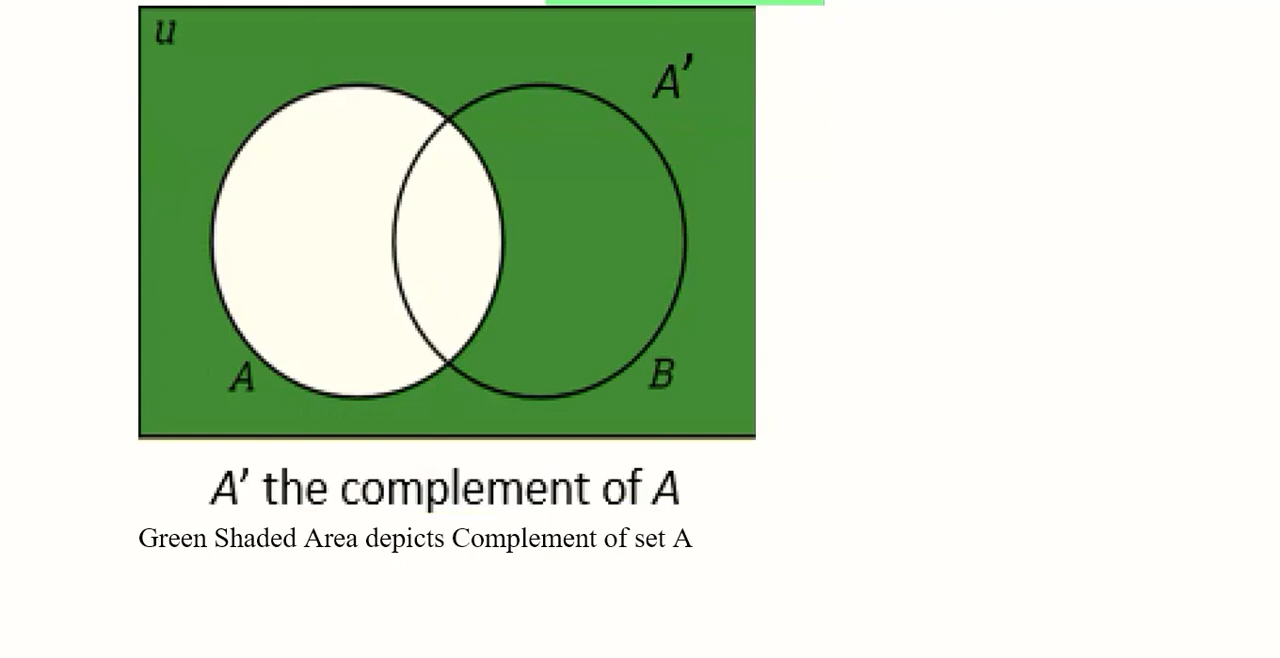 u
A′
A
B
A′ the complement of A
Green Shaded Area depicts Complement of set A